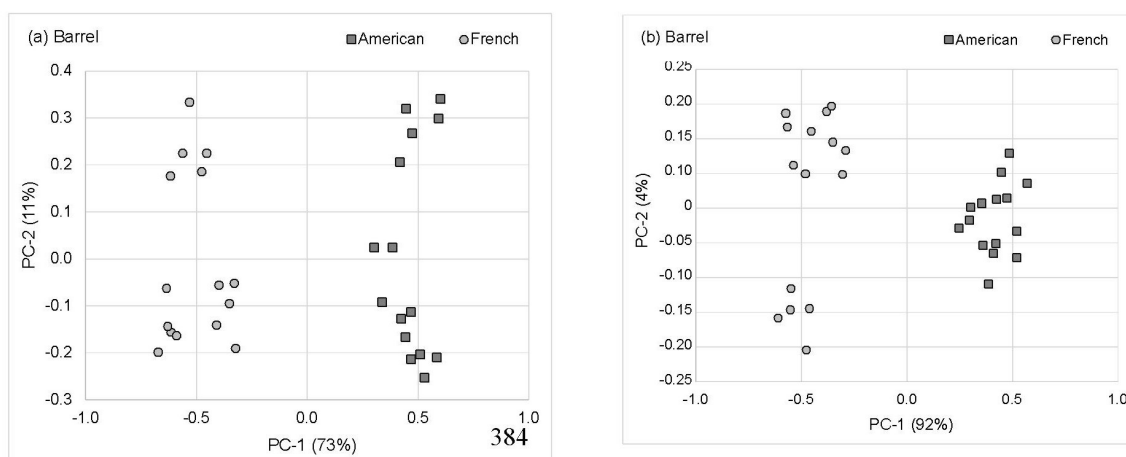 (a) Barrel
American
French
0.4
0.3
0.2
0.3
0.0
-0.1
-0.2
-0.3
PC-2 (11%)
-1.0 -0.5 0.0 0.5 1.0
PC-1 (73%)
384
(b) Barrel
American
French
0.25
0.20
0.15
0.10
0
-0.05
-0.10
-0.15
-0.20
-0.25
PC-2 (4%)
-1.0 -0.5 0.0 0.5 1.0
PC-1 (92%)